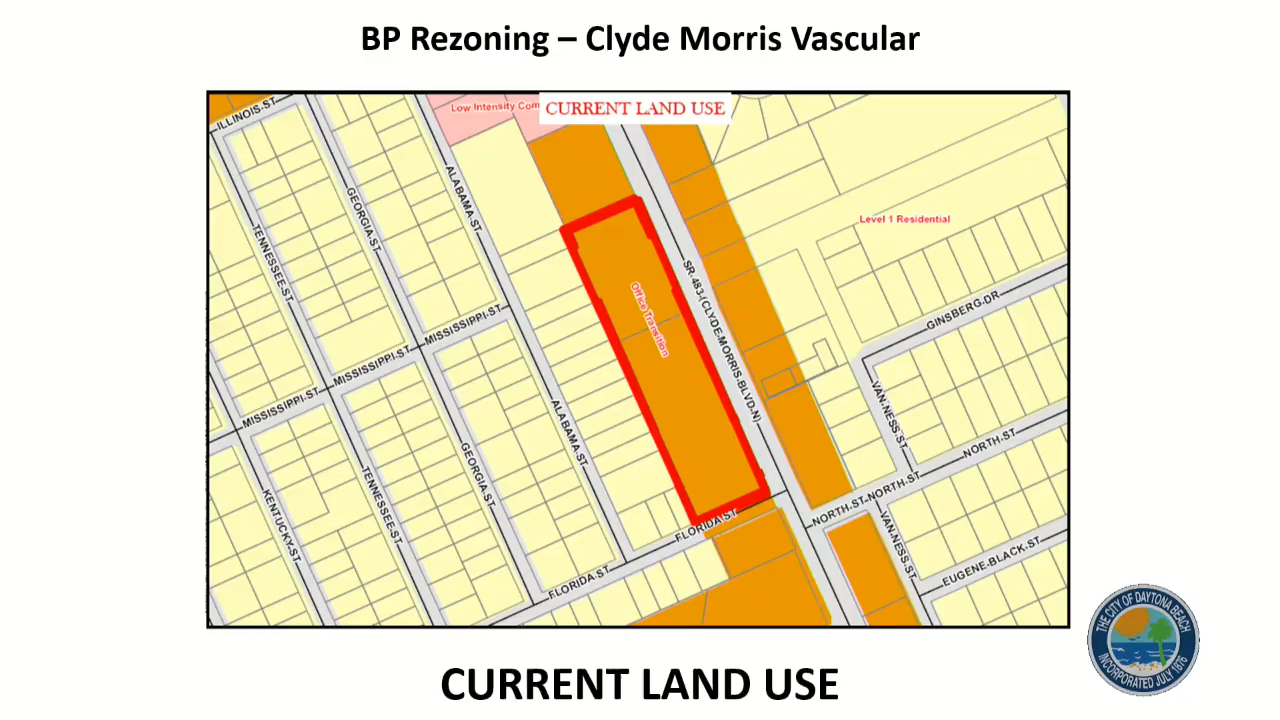 BP Rezoning – Clyde Morris Vascular
Low Intensity Com
CURRENT LAND USE
ILLINOIS-ST
GEORGIA-ST
ALABAMA-ST
TENNESSEE-ST
Level 1 Residential
SR-483-(CLYDE-MORRIS-BLVD-N)
Office Transition
GINSBERG-DR
MISSISSIPPI-ST
MISSISSIPPI-ST
MISSISSIPPI-ST
ALABAMA-ST
VAN-NESS-ST
GEORGIA-ST
TENNESSEE-ST
KENTUCKY-ST
NORTH-ST
NORTH-ST-NORTH-ST
FLORIDA-ST
VAN-NESS-ST
EUGENE-BLACK-ST
FLORIDA-ST
THE CITY OF DAYTONA BEACH
INCORPORATED JULY 1876
CURRENT LAND USE